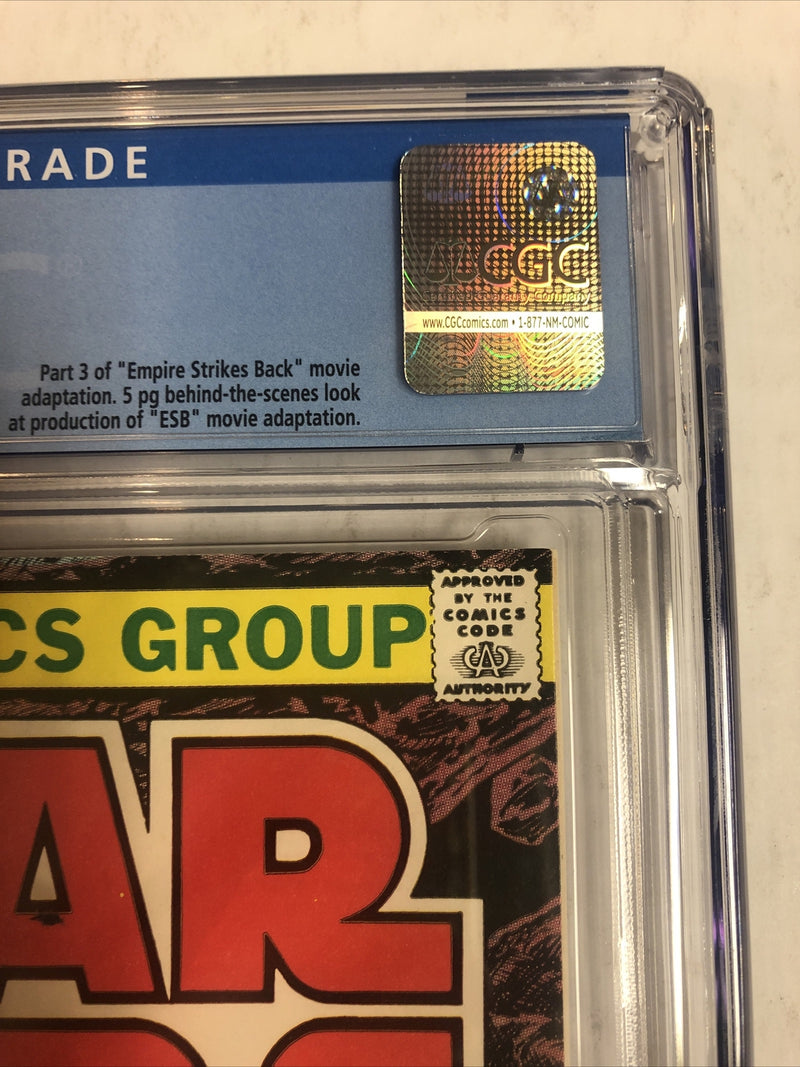 RADE
CGC
www.CGCcomics.com • 1-877-NM-COMIC
Part 3 of "Empire Strikes Back" movie
adaptation. 5 pg behind-the-scenes look
at production of "ESB" movie adaptation.
CS GROUP
APPROVED
BY THE
COMICS
CODE
CA
AUTHORITY
AR